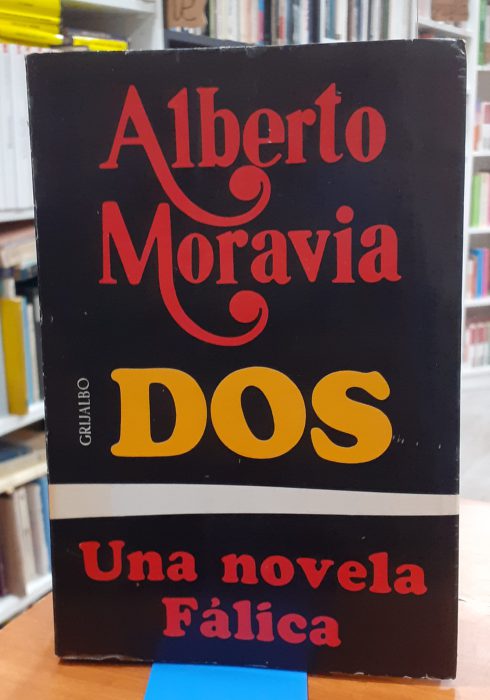 Alberto
Moravia
DOS
GRIJALBO
Una novela
Fálica